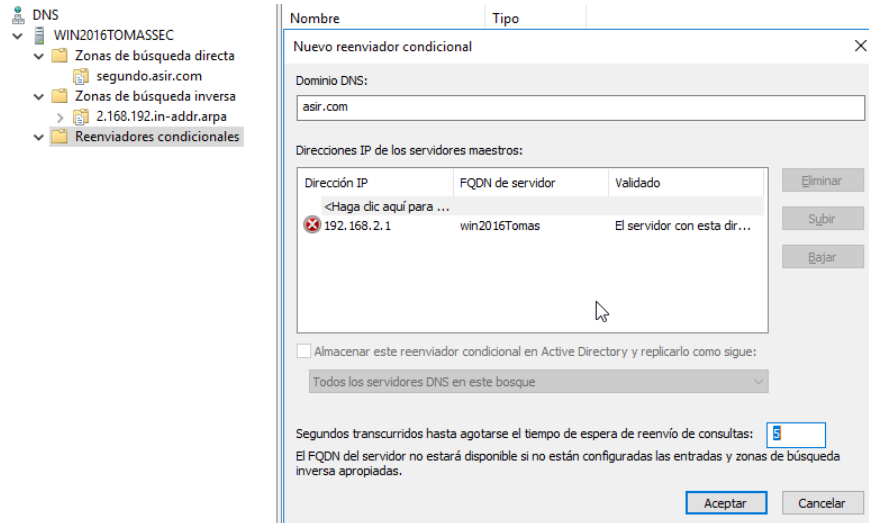 DNS
WIN2016TOMASSEC
Zonas de búsqueda directa
segundo.asir.com
Zonas de búsqueda inversa
2.168.192.in-addr.arpa
Reenviadores condicionales
Nombre Tipo
Nuevo reenviador condicional
Dominio DNS:
asir.com
Direcciones IP de los servidores maestros:
Dirección IP FQDN de servidor Validado
<Haga clic aquí para ...
192.168.2.1 win2016Tomas El servidor con esta dir...
Eliminar
Subir
Bajar
Almacenar este reenviador condicional en Active Directory y replicarlo como sigue:
Todos los servidores DNS en este bosque
Segundos transcurridos hasta agotarse el tiempo de espera de reenvío de consultas: 5
El FQDN del servidor no estará disponible si no están configuradas las entradas y zonas de búsqueda
inversa apropiadas.
Aceptar Cancelar